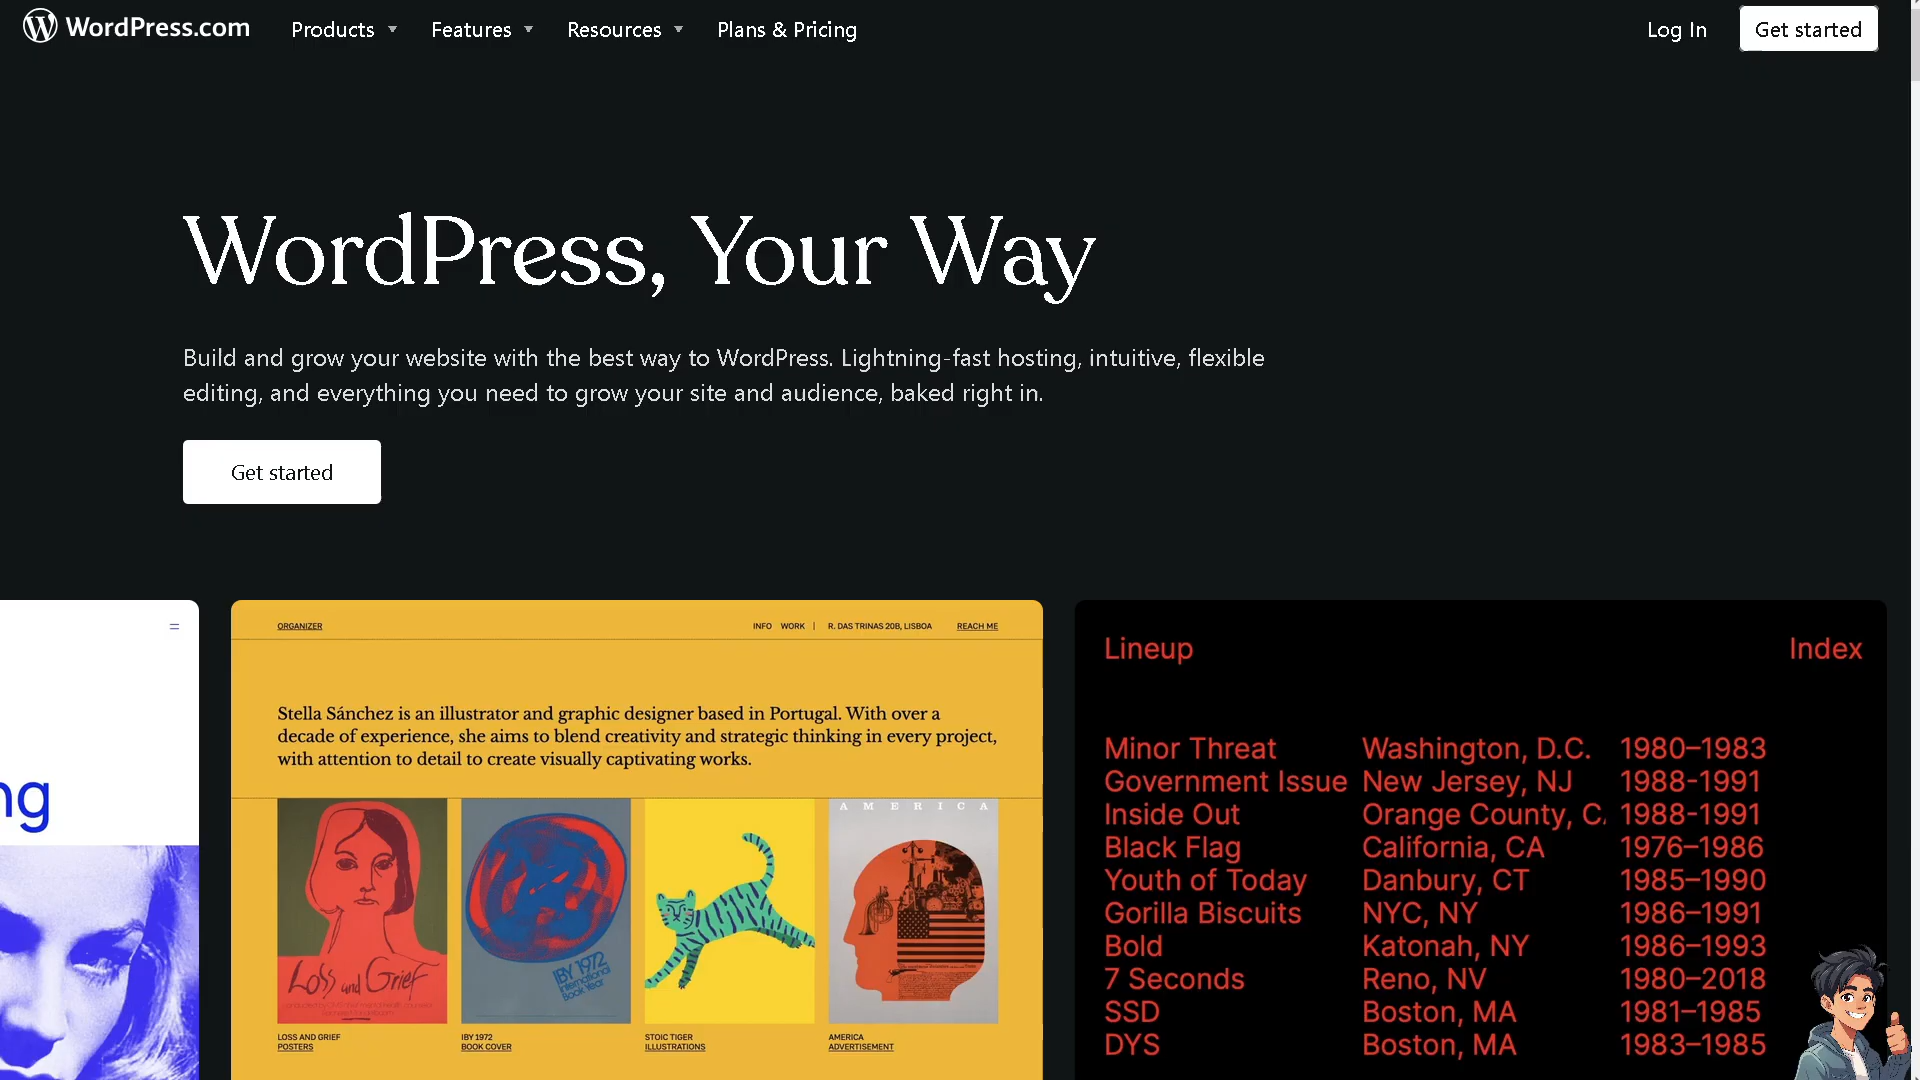 WordPress.com
Products
Features
Resources
Plans & Pricing
Log In
Get started
WordPress, Your Way
Build and grow your website with the best way to WordPress. Lightning-fast hosting, intuitive, flexible
editing, and everything you need to grow your site and audience, baked right in.
Get started
ng
ORGANIZER
INFO WORK | R. DAS TRINAS 20B, LISBOA REACH ME
Stella Sánchez is an illustrator and graphic designer based in Portugal. With over a
decade of experience, she aims to blend creativity and strategic thinking in every project,
with attention to detail to create visually captivating works.
Loss and Grief
IBY 1972
International
Book Year
AMERICA
LOSS AND GRIEF
POSTERS
IBY 1972
BOOK COVER
STOIC TIGER
ILLUSTRATIONS
AMERICA
ADVERTISEMENT
Lineup Index
Minor Threat Washington, D.C. 1980–1983
Government Issue New Jersey, NJ 1988-1991
Inside Out Orange County, C 1988-1991
Black Flag California, CA 1976–1986
Youth of Today Danbury, CT 1985–1990
Gorilla Biscuits NYC, NY 1986–1991
Bold Katonah, NY 1986–1993
7 Seconds Reno, NV 1980–2018
SSD Boston, MA 1981–1985
DYS Boston, MA 1983–1985